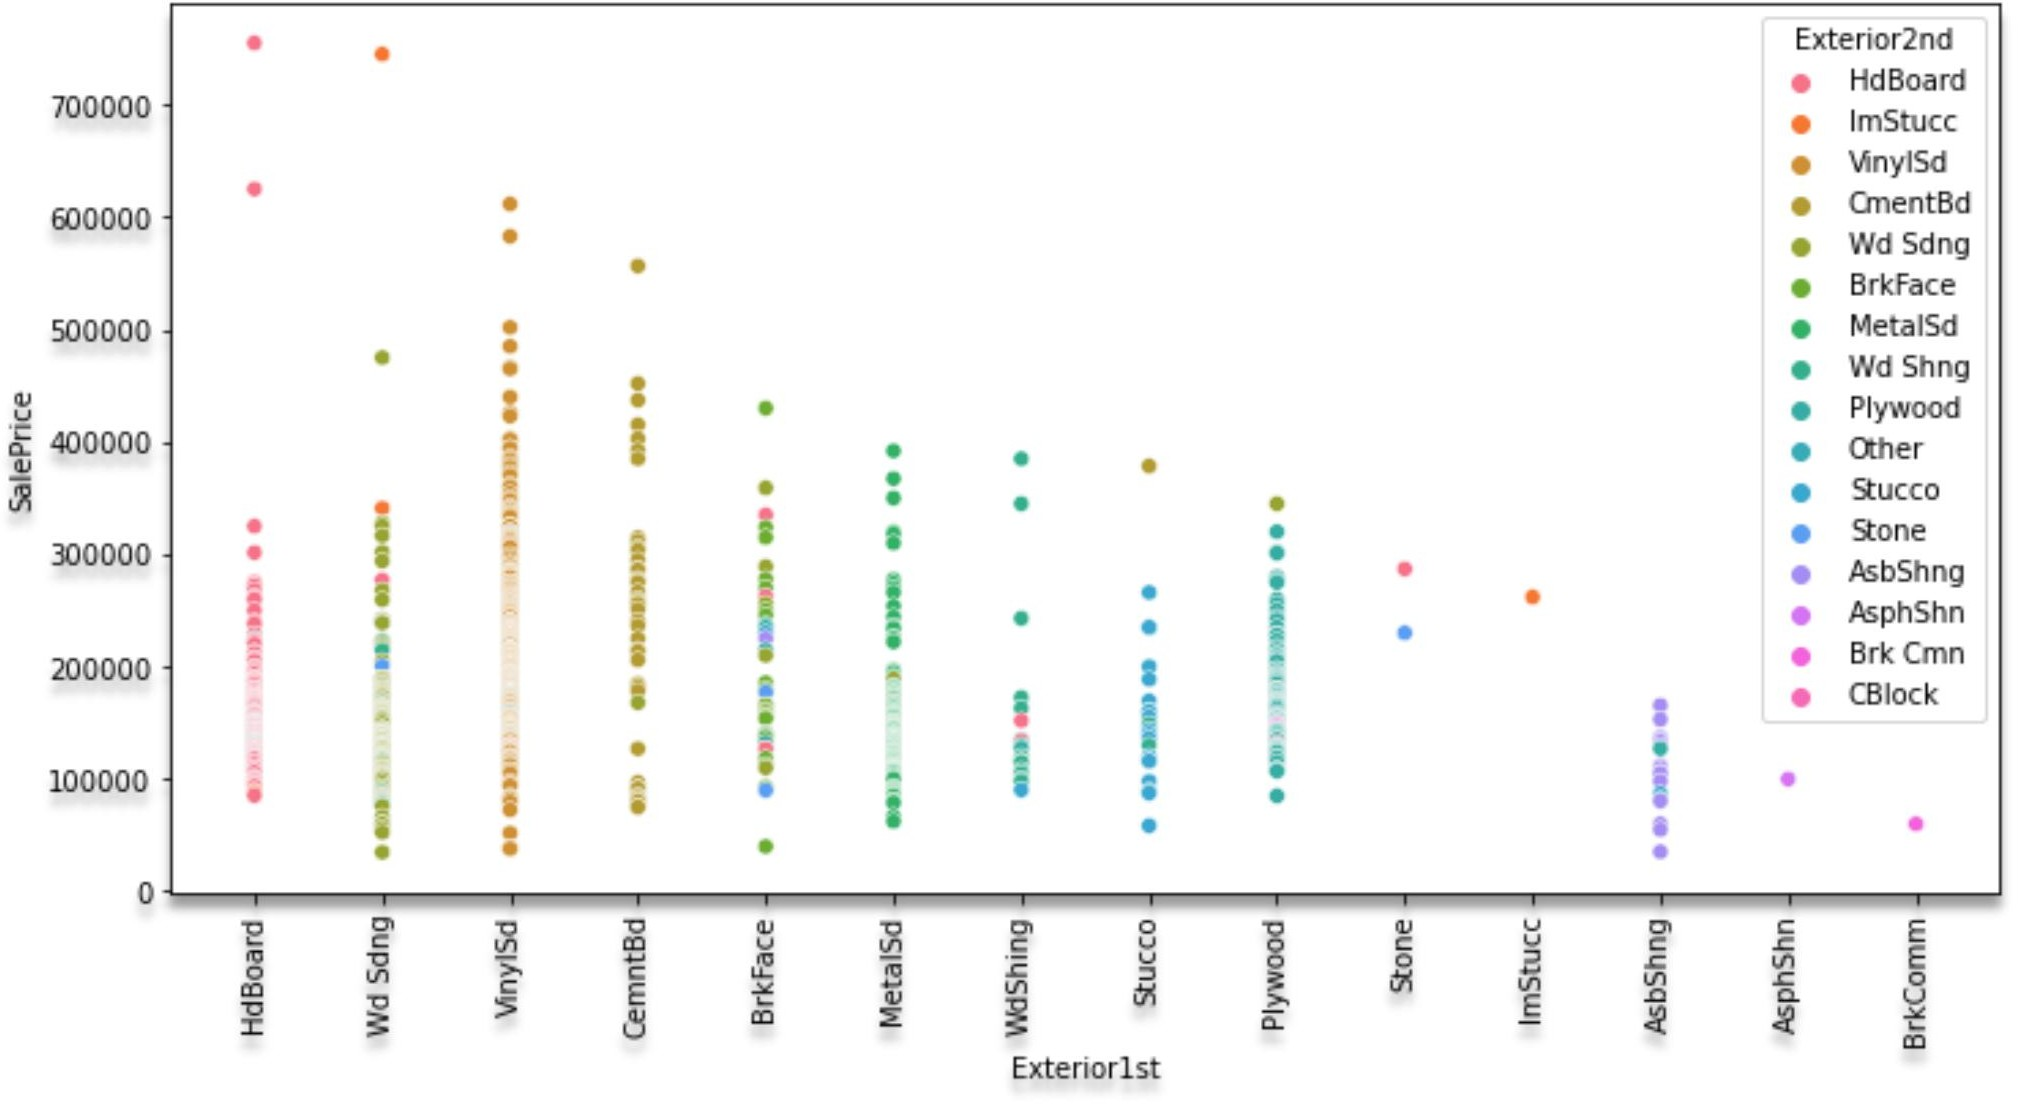 SalePrice
700000
600000
500000
400000
300000
200000
100000
0
HdBoard
Wd Sdng
VinylSd
CemntBd
BrkFace
MetalSd
WdShing
Stucco
Plywood
Stone
ImStucc
AsbShng
AsphShn
BrkComm
Exterior1st
Exterior2nd
HdBoard
ImStucc
VinylSd
CmentBd
Wd Sdng
BrkFace
MetalSd
Wd Shng
Plywood
Other
Stucco
Stone
AsbShng
AsphShn
Brk Cmn
CBlock